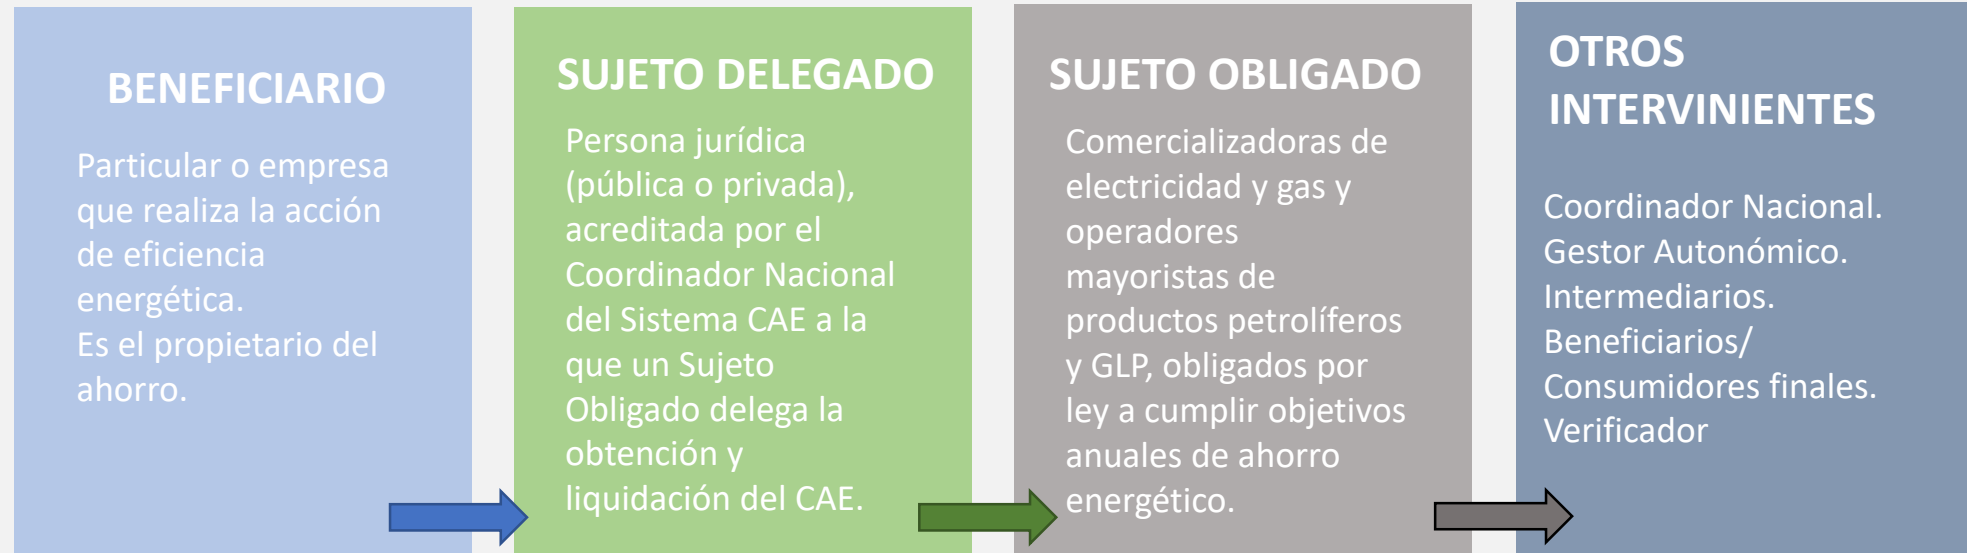 BENEFICIARIO
Particular o empresa
que realiza la acción
de eficiencia
energética.
Es el propietario del
ahorro.
SUJETO DELEGADO
Persona jurídica
(pública o privada),
acreditada por el
Coordinador Nacional
del Sistema CAE a la
que un Sujeto
Obligado delega la
obtención y
liquidación del CAE.
SUJETO OBLIGADO
Comercializadoras de
electricidad y gas y
operadores
mayoristas de
productos petrolíferos
y GLP, obligados por
ley a cumplir objetivos
anuales de ahorro
energético.
OTROS
INTERVINIENTES
Coordinador Nacional.
Gestor Autonómico.
Intermediarios.
Beneficiarios/
Consumidores finales.
Verificador